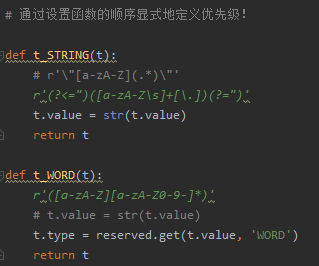 # 通过设置函数的顺序显式地定义优先级！
def t_STRING(t):
# r'\"[a-zA-Z](.*)\"'
r'(?<=")([a-zA-Z\s]+[\.])(?=")'
t.value = str(t.value)
return t
def t_WORD(t):
r'([a-zA-Z][a-zA-Z0-9-]*)'
# t.value = str(t.value)
t.type = reserved.get(t.value, 'WORD')
return t